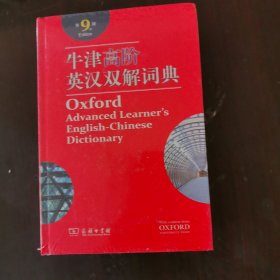 第9版
牛津高阶
英汉双解词典
Oxford
Advanced Learner's
English-Chinese
Dictionary
商务印书馆
OXFORD